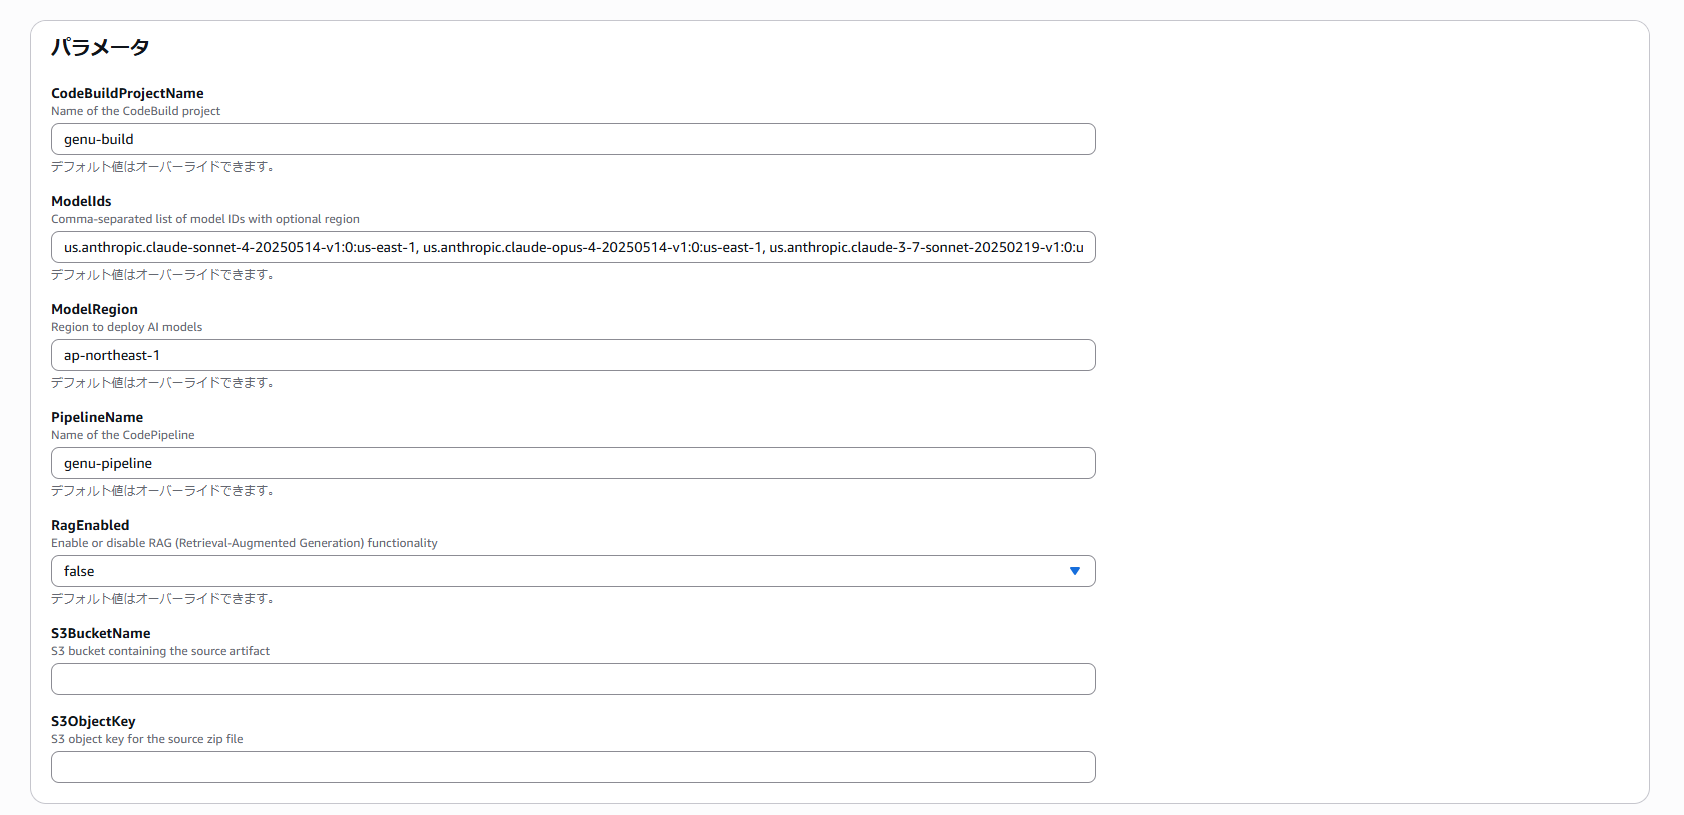 パラメータ
CodeBuildProjectName
Name of the CodeBuild project
genu-build
デフォルト値はオーバーライドできます。
ModelIds
Comma-separated list of model IDs with optional region
us.anthropic.claude-sonnet-4-20250514-v1:0:us-east-1, us.anthropic.claude-opus-4-20250514-v1:0:us-east-1, us.anthropic.claude-3-7-sonnet-20250219-v1:0:u
デフォルト値はオーバーライドできます。
ModelRegion
Region to deploy AI models
ap-northeast-1
デフォルト値はオーバーライドできます。
PipelineName
Name of the CodePipeline
genu-pipeline
デフォルト値はオーバーライドできます。
RagEnabled
Enable or disable RAG (Retrieval-Augmented Generation) functionality
false
デフォルト値はオーバーライドできます。
S3BucketName
S3 bucket containing the source artifact
S3ObjectKey
S3 object key for the source zip file